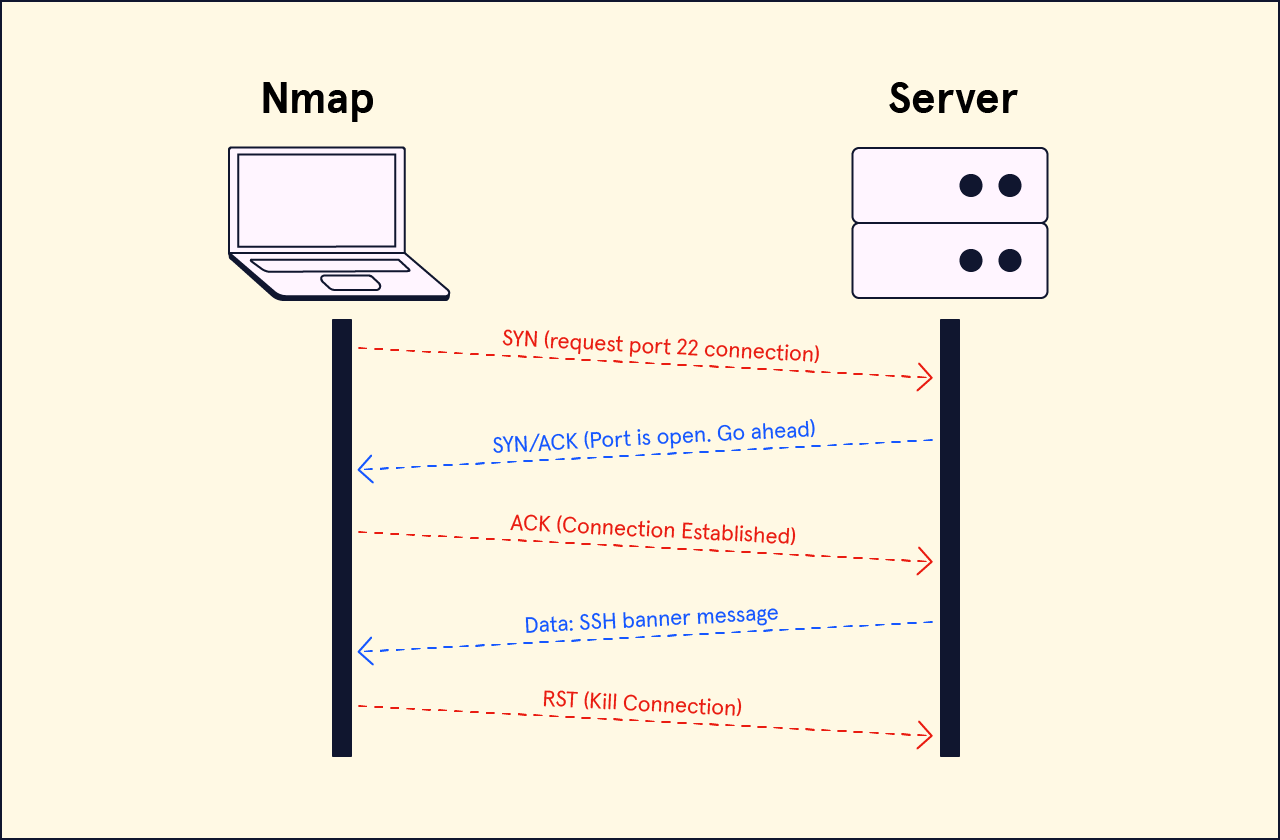 Nmap
Server
SYN (request port 22 connection)
SYN/ACK (Port is open. Go ahead)
ACK (Connection Established)
Data: SSH banner message
RST (Kill Connection)